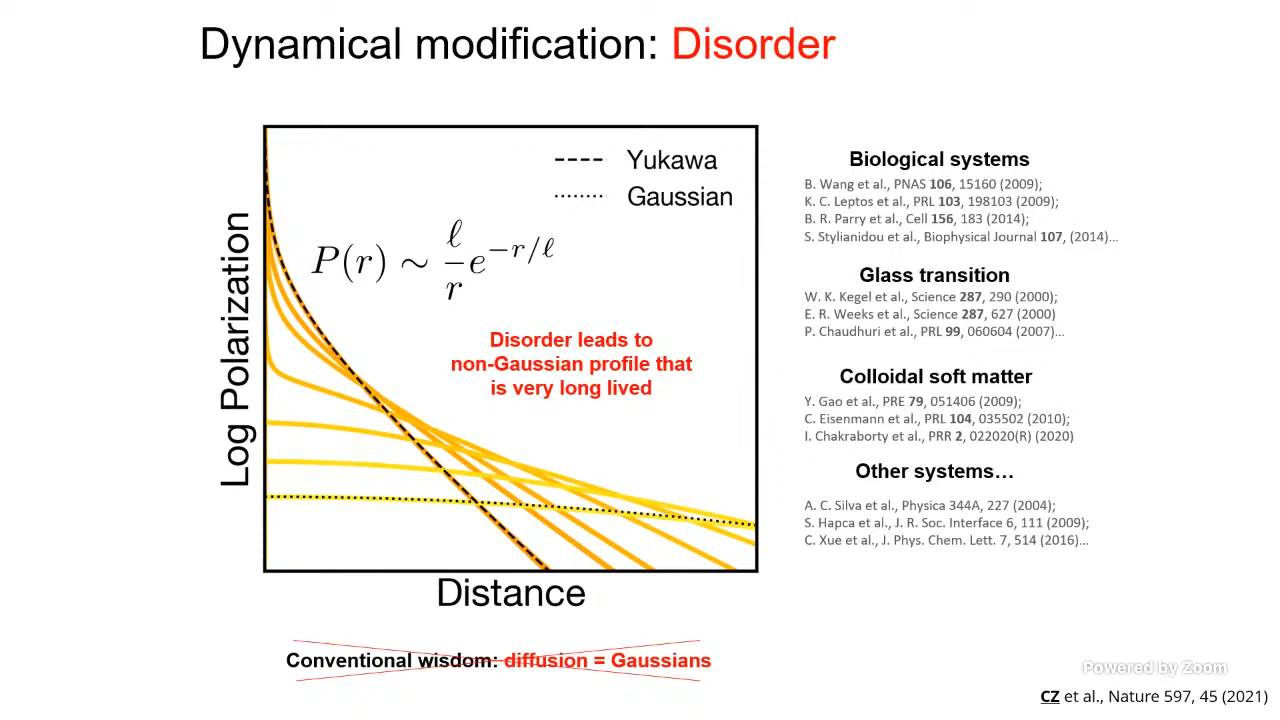 Dynamical modification: Disorder
Log Polarization
Yukawa
Gaussian
P(r) ∼ ℓ/r e^{−r/ℓ}
Disorder leads to
non-Gaussian profile that
is very long lived
Distance
Conventional wisdom: diffusion = Gaussians
Biological systems
B. Wang et al., PNAS 106, 15160 (2009);
K. C. Leptos et al., PRL 103, 198103 (2009);
B. R. Parry et al., Cell 156, 183 (2014);
S. Stylianidou et al., Biophysical Journal 107, (2014)…
Glass transition
W. K. Kegel et al., Science 287, 290 (2000);
E. R. Weeks et al., Science 287, 627 (2000)
P. Chaudhuri et al., PRL 99, 060604 (2007)…
Colloidal soft matter
Y. Gao et al., PRE 79, 051406 (2009);
C. Eisenmann et al., PRL 104, 035502 (2010);
I. Chakraborty et al., PRR 2, 022020(R) (2020)
Other systems…
A. C. Silva et al., Physica 344A, 227 (2004);
S. Hapca et al., J. R. Soc. Interface 6, 111 (2009);
C. Xue et al., J. Phys. Chem. Lett. 7, 514 (2016)…
Powered by Zoom
CZ et al., Nature 597, 45 (2021)